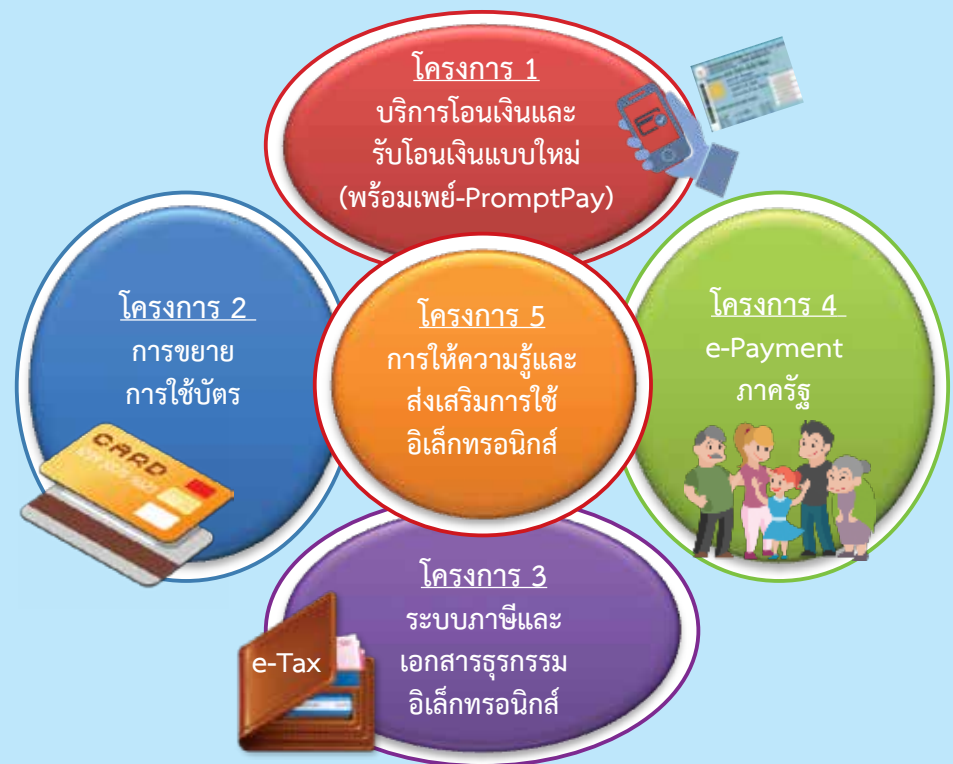 โครงการ 1
บริการโอนเงินและ
รับโอนเงินแบบใหม่
(พร้อมเพย์-PromptPay)
โครงการ 2
การขยาย
การใช้บัตร
CARD
โครงการ 5
การให้ความรู้และ
ส่งเสริมการใช้
อิเล็กทรอนิกส์
โครงการ 4
e-Payment
ภาครัฐ
โครงการ 3
ระบบภาษีและ
เอกสารธุรกรรม
อิเล็กทรอนิกส์
e-Tax